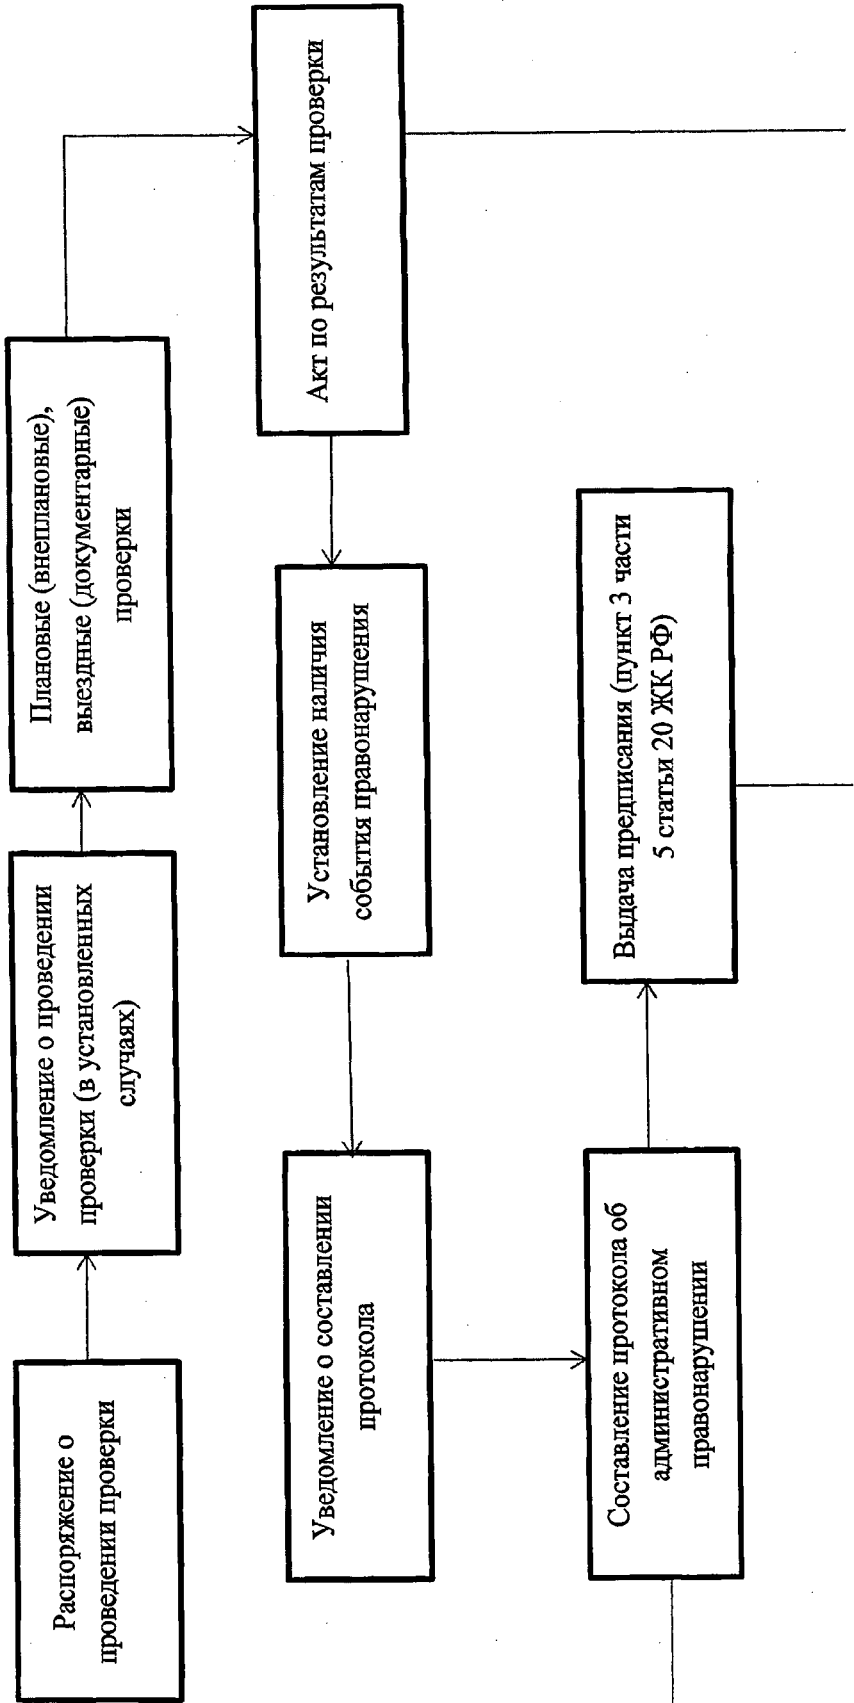 Распоряжение о
проведении проверки
Уведомление о проведении
проверки (в установленных
случаях)
Плановые (внеплановые),
выездные (документарные)
проверки
Акт по результатам проверки
Установление наличия
события правонарушения
Уведомление о составлении
протокола
Составление протокола об
административном
правонарушении
Выдача предписания (пункт 3 части
5 статьи 20 ЖК РФ)